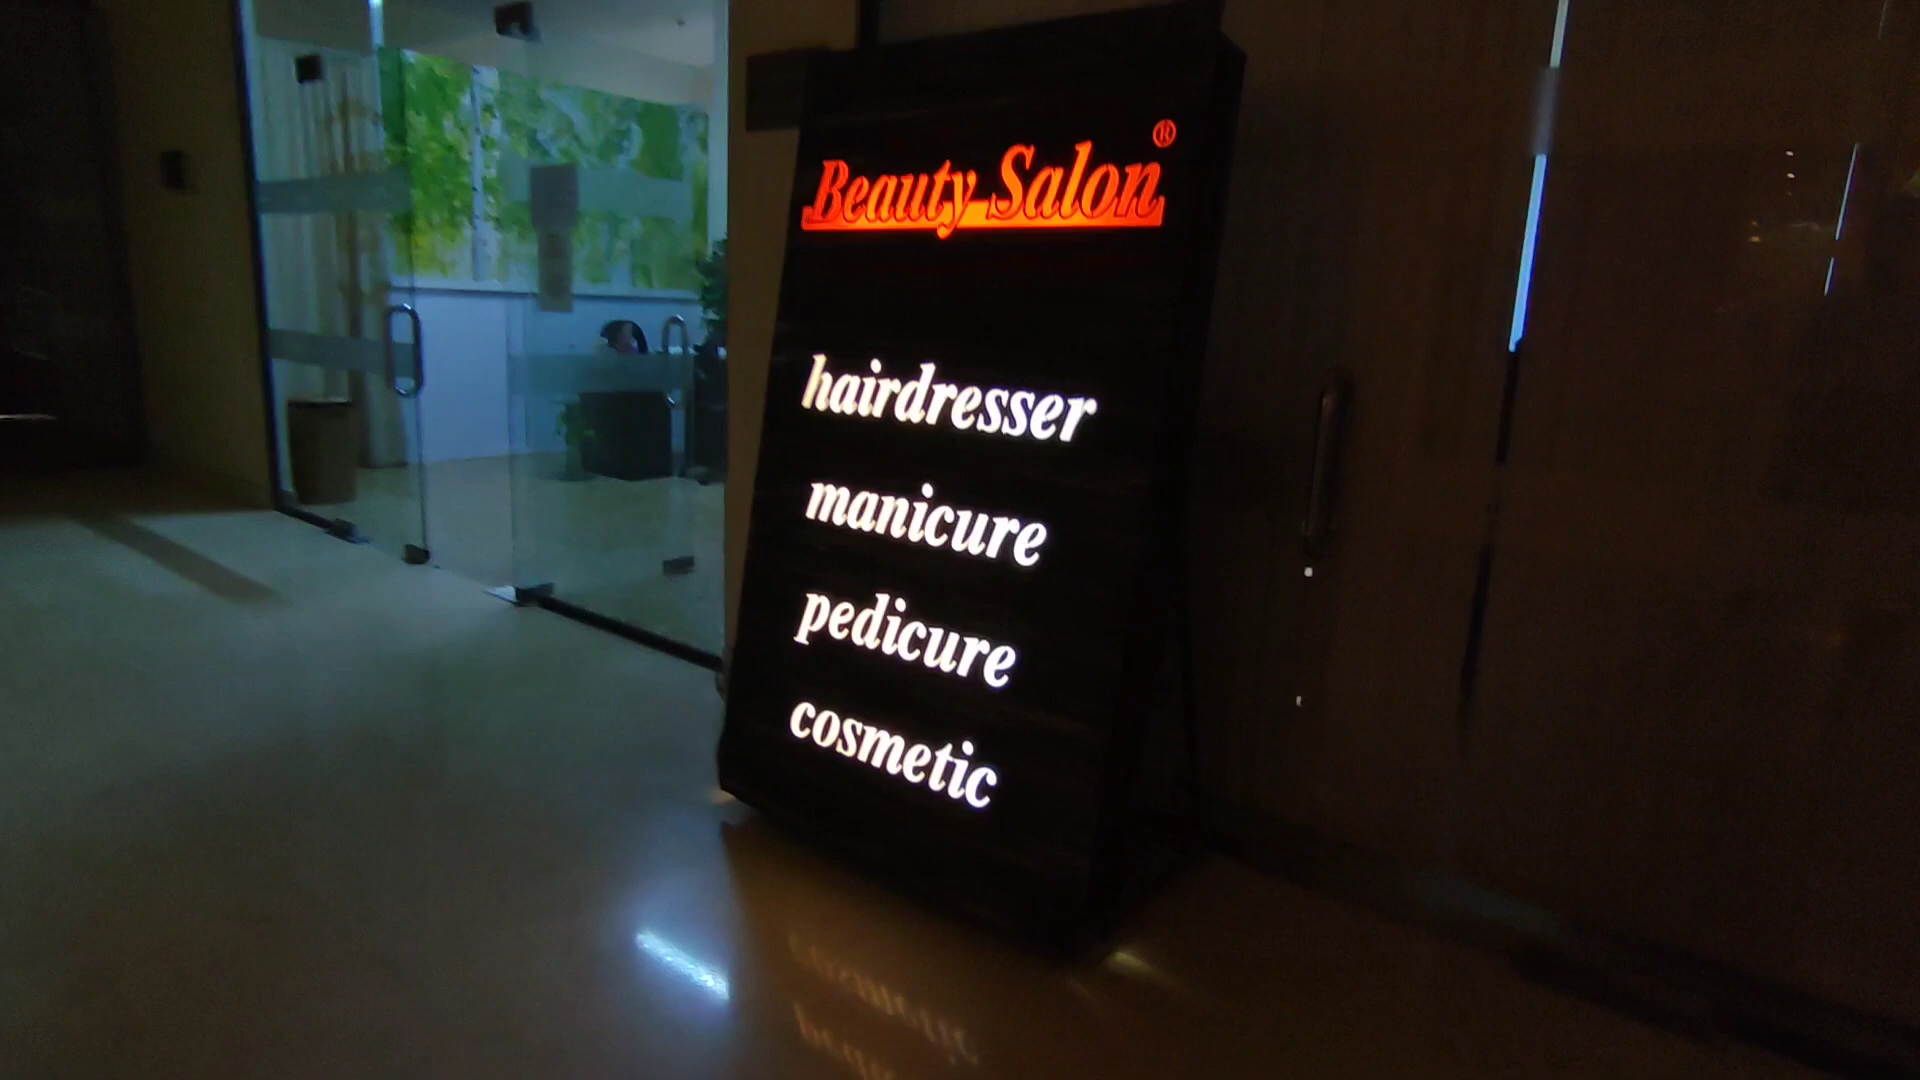 Beauty Salon®
hairdresser
manicure
pedicure
cosmetic